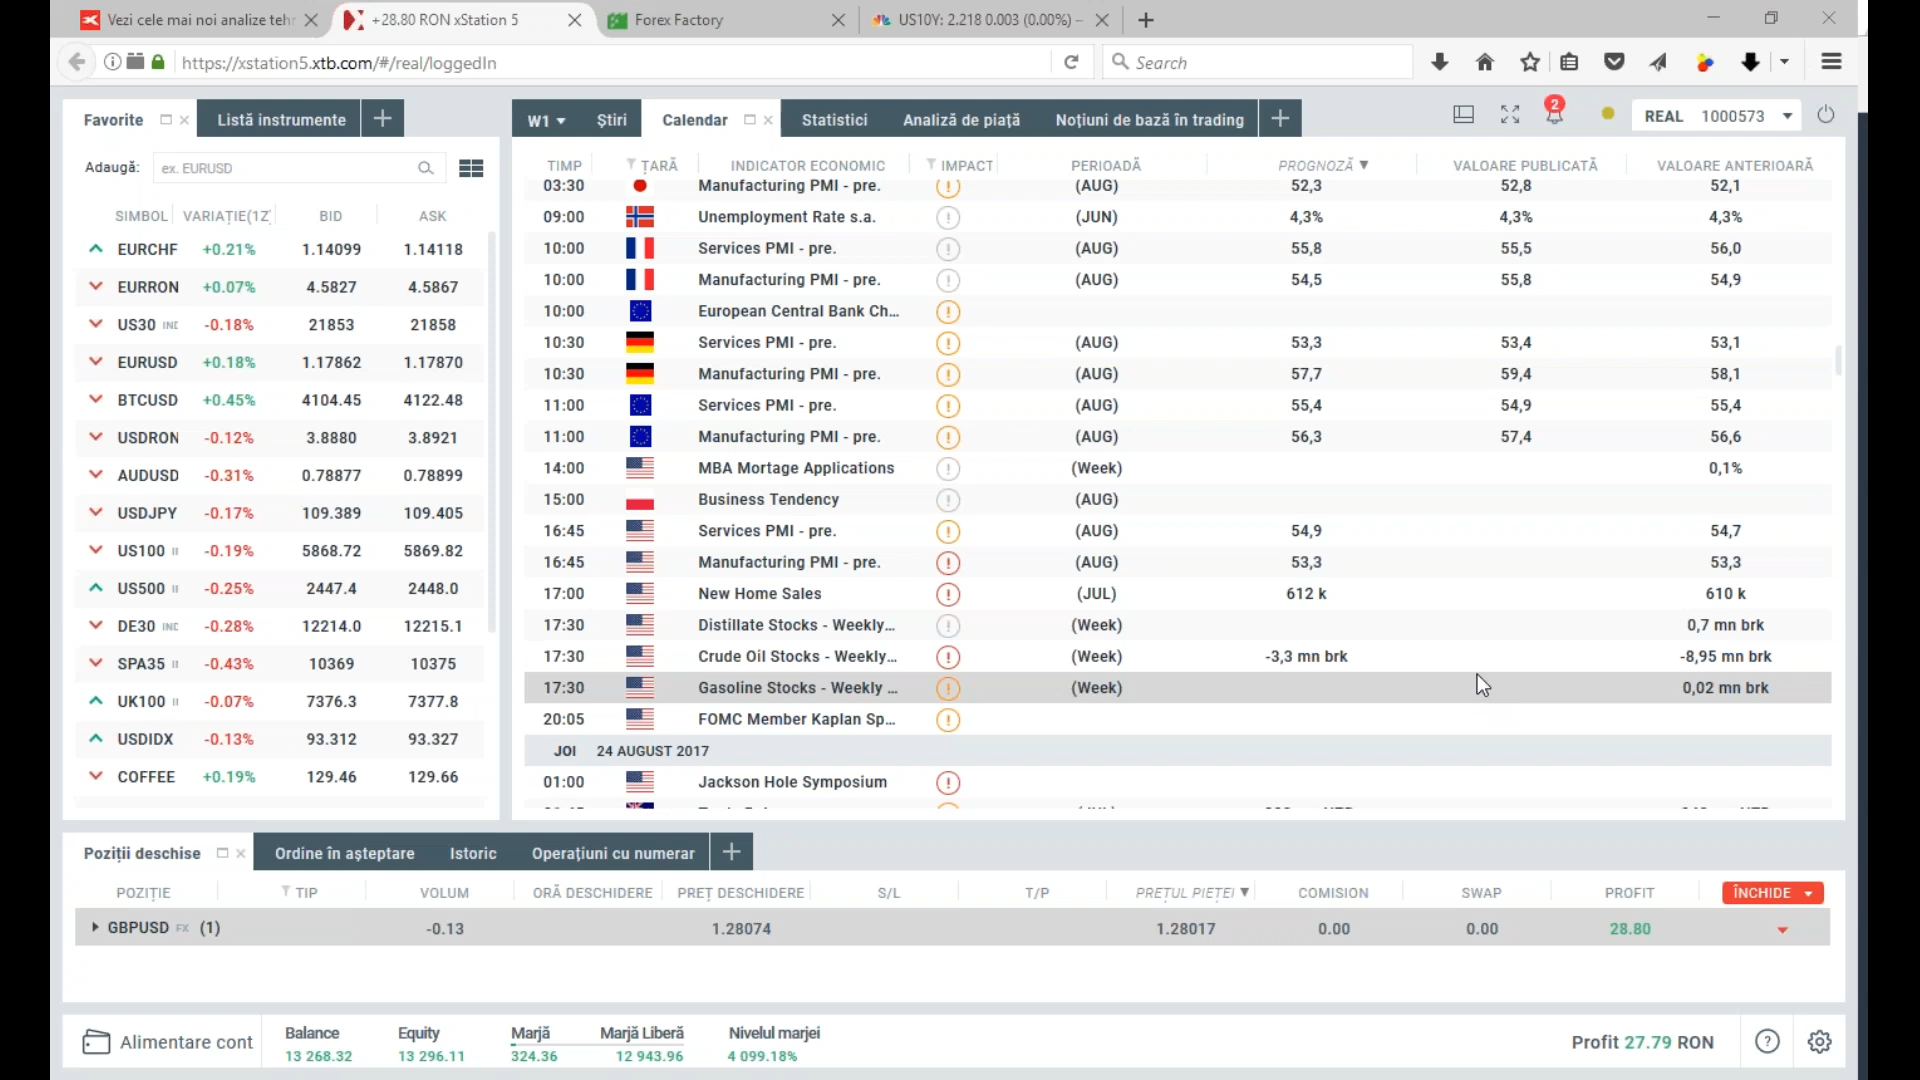 Vezi cele mai noi analize tehn
+28.80 RON xStation 5
Forex Factory
US10Y: 2.218 0.003 (0.00%) –
https://xstation5.xtb.com/#/real/loggedIn
Search
Favorite
Listă instrumente
W1
Știri
Calendar
Statistici
Analiză de piață
Noțiuni de bază în trading
2
REAL 1000573
Adaugă:
ex. EURUSD
SIMBOL VARIAȚIE(1Z) BID ASK
EURCHF +0.21% 1.14099 1.14118
EURRON +0.07% 4.5827 4.5867
US30 IND -0.18% 21853 21858
EURUSD +0.18% 1.17862 1.17870
BTCUSD +0.45% 4104.45 4122.48
USDRON -0.12% 3.8880 3.8921
AUDUSD -0.31% 0.78877 0.78899
USDJPY -0.17% 109.389 109.405
US100 -0.19% 5868.72 5869.82
US500 -0.25% 2447.4 2448.0
DE30 IND -0.28% 12214.0 12215.1
SPA35 -0.43% 10369 10375
UK100 -0.07% 7376.3 7377.8
USDIDX -0.13% 93.312 93.327
COFFEE +0.19% 129.46 129.66
TIMP ȚARĂ INDICATOR ECONOMIC IMPACT PERIOADĂ PROGNOZĂ ▼ VALOARE PUBLICATĂ VALOARE ANTERIOARĂ
03:30 Manufacturing PMI - pre. (AUG) 52,3 52,8 52,1
09:00 Unemployment Rate s.a. (JUN) 4,3% 4,3% 4,3%
10:00 Services PMI - pre. (AUG) 55,8 55,5 56,0
10:00 Manufacturing PMI - pre. (AUG) 54,5 55,8 54,9
10:00 European Central Bank Ch...
10:30 Services PMI - pre. (AUG) 53,3 53,4 53,1
10:30 Manufacturing PMI - pre. (AUG) 57,7 59,4 58,1
11:00 Services PMI - pre. (AUG) 55,4 54,9 55,4
11:00 Manufacturing PMI - pre. (AUG) 56,3 57,4 56,6
14:00 MBA Mortage Applications (Week) 0,1%
15:00 Business Tendency (AUG)
16:45 Services PMI - pre. (AUG) 54,9 54,7
16:45 Manufacturing PMI - pre. (AUG) 53,3 53,3
17:00 New Home Sales (JUL) 612 k 610 k
17:30 Distillate Stocks - Weekly... (Week) 0,7 mn brk
17:30 Crude Oil Stocks - Weekly... (Week) -3,3 mn brk -8,95 mn brk
17:30 Gasoline Stocks - Weekly ... (Week) 0,02 mn brk
20:05 FOMC Member Kaplan Sp...
JOI 24 AUGUST 2017
01:00 Jackson Hole Symposium
Poziții deschise
Ordine în așteptare
Istoric
Operațiuni cu numerar
POZIȚIE TIP VOLUM ORĂ DESCHIDERE PREȚ DESCHIDERE S/L T/P PREȚUL PIEȚEI ▼ COMISION SWAP PROFIT ÎNCHIDE
GBPUSD FX (1) -0.13 1.28074 1.28017 0.00 0.00 28.80
Alimentare cont
Balance Equity Marjă Marjă Liberă Nivelul marjei
13 268.32 13 296.11 324.36 12 943.96 4 099.18%
Profit 27.79 RON